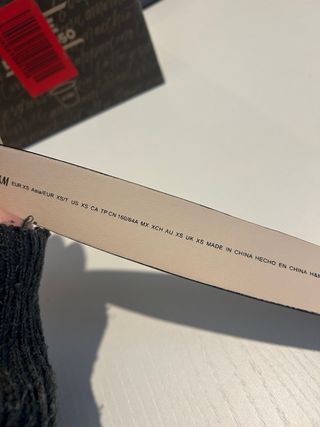 &M EUR XS Asia/EUR XS/T US XS CA TP CN 160/64A MX XCH AU XS UK XS MADE IN CHINA HECHO EN CHINA H&M